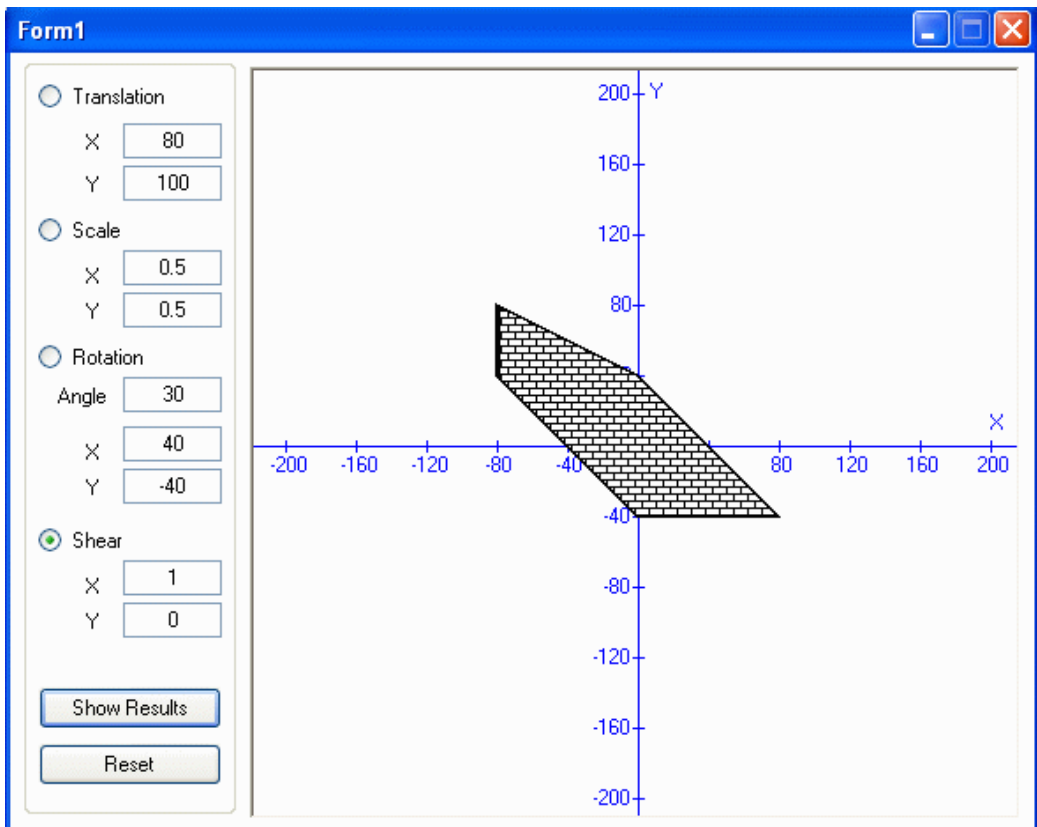 Form1
Translation
X 80
Y 100
Scale
X 0.5
Y 0.5
Rotation
Angle 30
X 40
Y -40
Shear
X 1
Y 0
Show Results
Reset
200 Y
160
120
80
X
-200 -160 -120 -80 -40 80 120 160 200
-40
-80
-120
-160
-200